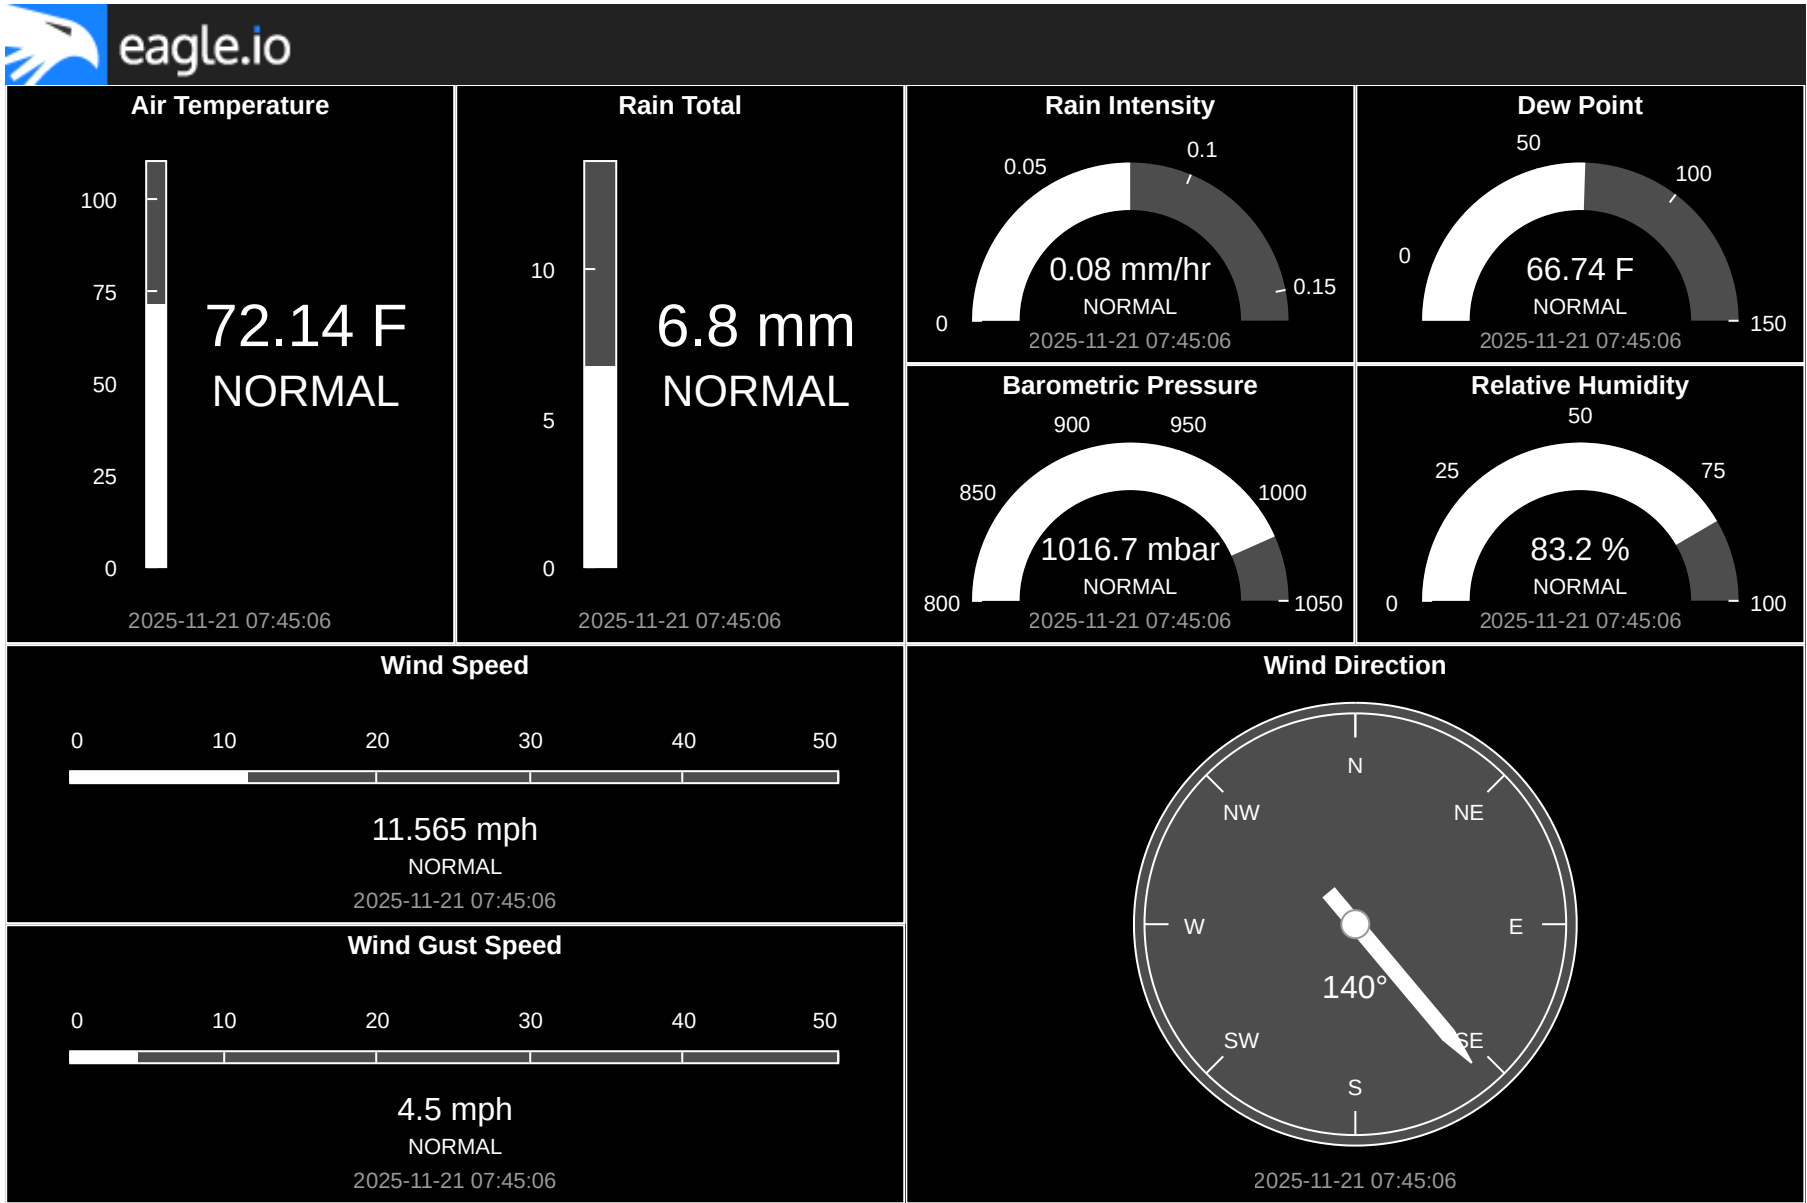 eagle.io
Air Temperature
100
75
50
25
0
72.14 F
NORMAL
2025-11-21 07:45:06
Rain Total
10
5
0
6.8 mm
NORMAL
2025-11-21 07:45:06
Rain Intensity
0
0.05
0.1
0.15
0.08 mm/hr
NORMAL
2025-11-21 07:45:06
Dew Point
0
50
100
150
66.74 F
NORMAL
2025-11-21 07:45:06
Barometric Pressure
800
850
900
950
1000
1050
1016.7 mbar
NORMAL
2025-11-21 07:45:06
Relative Humidity
0
25
50
75
100
83.2 %
NORMAL
2025-11-21 07:45:06
Wind Speed
0 10 20 30 40 50
11.565 mph
NORMAL
2025-11-21 07:45:06
Wind Gust Speed
0 10 20 30 40 50
4.5 mph
NORMAL
2025-11-21 07:45:06
Wind Direction
N
NW NE
W E
140°
SW SE
S
2025-11-21 07:45:06